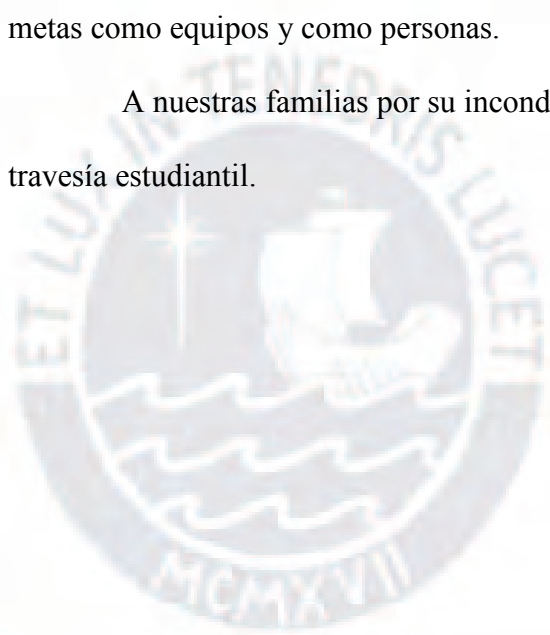 metas como equipos y como personas.
A nuestras familias por su incond
travesía estudiantil.
ET LUX IN TENEBRIS LUCET
MCMXVII